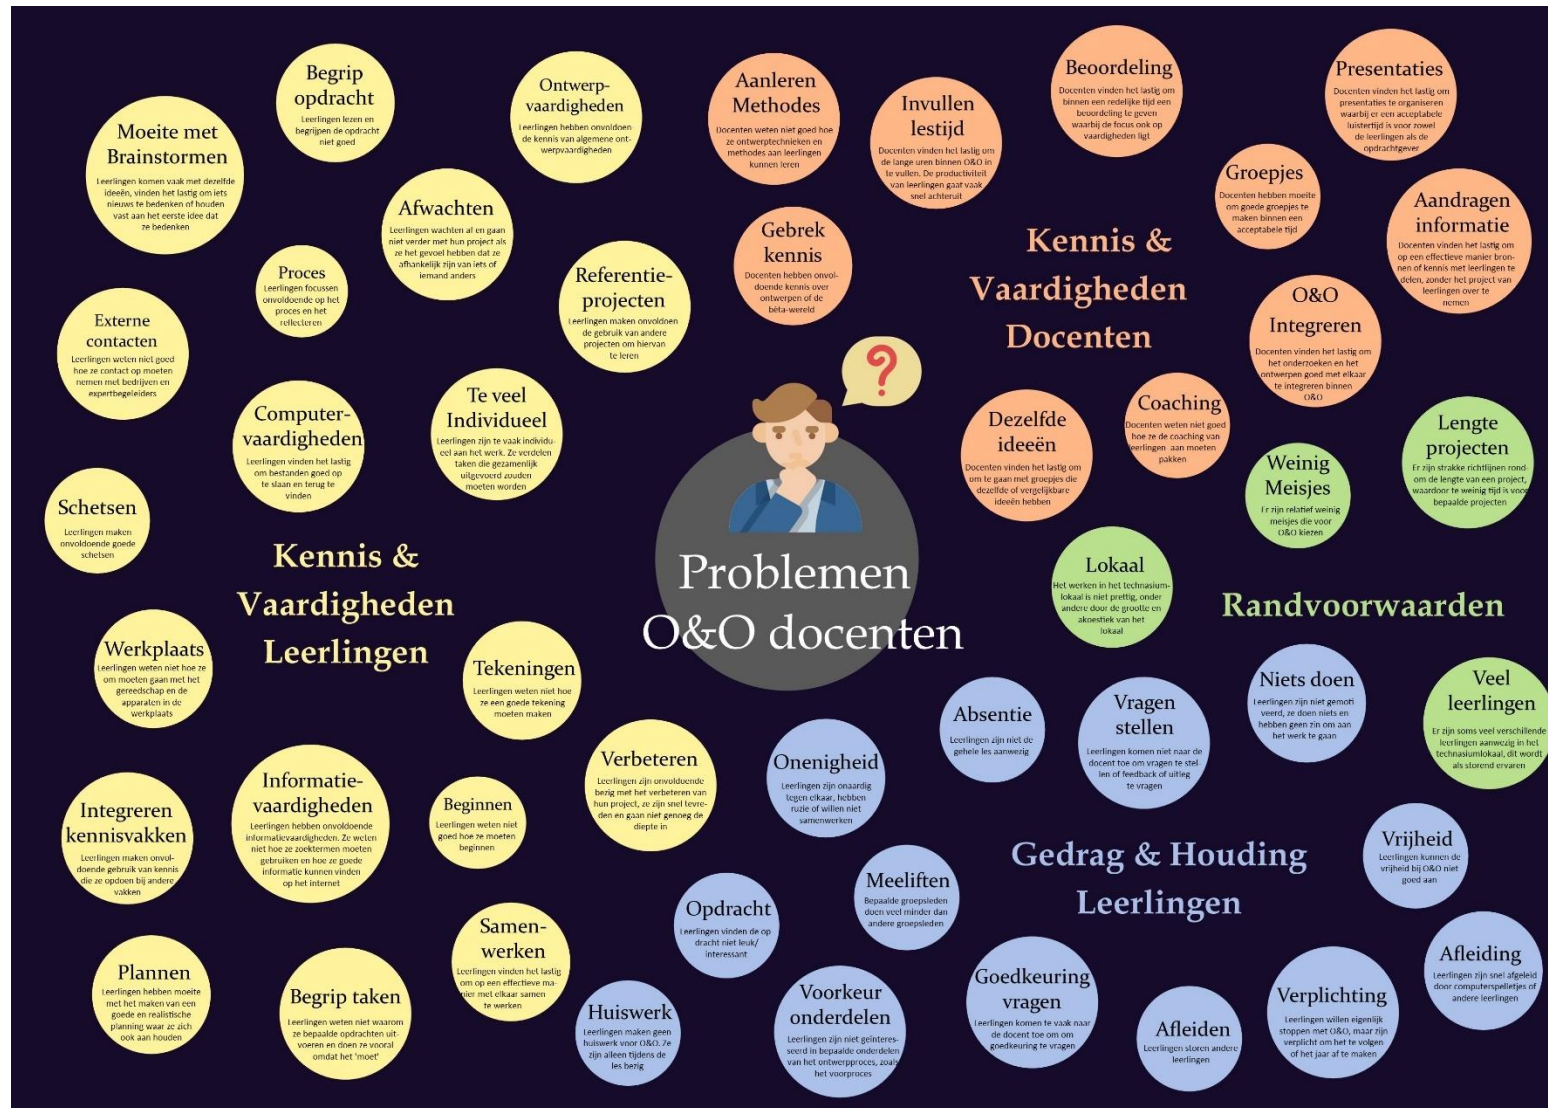 Begrip
opdracht
Leerlingen lezen en
begrijpen de opdracht
niet goed
Ontwerp-
vaardigheden
Leerlingen hebben onvoldoen
de kennis van algemene ont-
werpvaardigheden
Moeite met
Brainstormen
Leerlingen komen vaak met dezelfde
ideeën, vinden het lastig om iets
nieuws te bedenken of houden
vast aan het eerste idee dat
ze bedenken
Afwachten
Leerlingen wachten af en gaan
niet verder met hun project als
ze het gevoel hebben dat ze
afhankelijk zijn van iets of
iemand anders
Proces
Leerlingen focussen
onvoldoende op het
proces en het
reflecteren
Referentie-
projecten
Leerlingen maken onvoldoen
de gebruik van andere
projecten om hiervan
te leren
Externe
contacten
Leerlingen weten niet goed
hoe ze contact op moeten
nemen met bedrijven en
expertbegeleiders
Computer-
vaardigheden
Leerlingen vinden het lastig
om bestanden goed op
te slaan en terug te
vinden
Te veel
Individueel
Leerlingen zijn te vaak individu-
eel aan het werk. Ze verdelen
taken die gezamenlijk
uitgevoerd zouden
moeten worden
Schetsen
Leerlingen maken
onvoldoende goede
schetsen
Kennis &
Vaardigheden
Leerlingen
Werkplaats
Leerlingen weten niet hoe ze
om moeten gaan met het
gereedschap en de
apparaten in de
werkplaats
Tekeningen
Leerlingen weten niet hoe
ze een goede tekening
moeten maken
Verbeteren
Leerlingen zijn onvoldoende
bezig met het verbeteren van
hun project, ze zijn snel tevre-
den en gaan niet genoeg de
diepte in
Integreren
kennisvakken
Leerlingen maken onvol-
doende gebruik van kennis
die ze opdoen bij andere
vakken
Informatie-
vaardigheden
Leerlingen hebben onvoldoende
informatievaardigheden. Ze weten
niet hoe ze zoektermen moeten
gebruiken en hoe ze goede
informatie kunnen vinden
op het internet
Beginnen
Leerlingen weten niet
goed hoe ze moeten
beginnen
Plannen
Leerlingen hebben moeite
met het maken van een
goede en realistische
planning waar ze zich
ook aan houden
Begrip taken
Leerlingen weten niet waarom
ze bepaalde opdrachten uit-
voeren en doen ze vooral
omdat het 'moet'
Samen-
werken
Leerlingen vinden het lastig
om op een effectieve ma-
nier met elkaar samen
te werken
Aanleren
Methodes
Docenten weten niet goed hoe
ze ontwerptechnieken en
methodes aan leerlingen
kunnen leren
Invullen
lestijd
Docenten vinden het lastig om
de lange uren binnen O&O in
te vullen. De productiviteit
van leerlingen gaat vaak
snel achteruit
Beoordeling
Docenten vinden het lastig om
binnen een redelijke tijd een
beoordeling te geven
waarbij de focus ook op
vaardigheden ligt
Presentaties
Docenten vinden het lastig om
presentaties te organiseren
waarbij er een acceptabele
luistertijd is voor zowel
de leerlingen als de
opdrachtgever
Groepjes
Docenten hebben moeite
om goede groepjes te
maken binnen een
acceptabele tijd
Aandragen
informatie
Docenten vinden het lastig om
op een effectieve manier bron-
nen of kennis met leerlingen te
delen, zonder het project van
leerlingen over te
nemen
Gebrek
kennis
Docenten hebben onvol-
doende kennis over
ontwerpen of de
bèta-wereld
Kennis &
Vaardigheden
Docenten
O&O
Integreren
Docenten vinden het lastig om
het onderzoeken en het
ontwerpen goed met elkaar
te integreren binnen
O&O
Dezelfde
ideeën
Docenten vinden het lastig om
om te gaan met groepjes die
dezelfde of vergelijkbare
ideeën hebben
Coaching
Docenten weten niet goed
hoe ze de coaching van
leerlingen aan moeten
pakken
?
Problemen
O&O docenten
Weinig
Meisjes
Er zijn relatief weinig
meisjes die voor
O&O kiezen
Lengte
projecten
Er zijn strakke richtlijnen rond-
om de lengte van een project,
waardoor te weinig tijd is voor
bepaalde projecten
Lokaal
Het werken in het technasium-
lokaal is niet prettig, onder
andere door de grootte en
akoestiek van het
lokaal
Randvoorwaarden
Veel
leerlingen
Er zijn soms veel verschillende
leerlingen aanwezig in het
technasiumlokaal, dit wordt
als storend ervaren
Absentie
Leerlingen zijn niet de
gehele les aanwezig
Vragen
stellen
Leerlingen komen niet naar de
docent toe om vragen te stel-
len of feedback of uitleg
te vragen
Niets doen
Leerlingen zijn niet gemoti
veerd, ze doen niets en
hebben geen zin om aan
het werk te gaan
Onenigheid
Leerlingen zijn onaardig
tegen elkaar, hebben
ruzie of willen niet
samenwerken
Gedrag & Houding
Leerlingen
Vrijheid
Leerlingen kunnen de
vrijheid bij O&O niet
goed aan
Meeliften
Bepaalde groepsleden
doen veel minder dan
andere groepsleden
Opdracht
Leerlingen vinden de op
dracht niet leuk/
interessant
Huiswerk
Leerlingen maken geen
huiswerk voor O&O. Ze
zijn alleen tijdens de
les bezig
Voorkeur
onderdelen
Leerlingen zijn niet geïnteres-
seerd in bepaalde onderdelen
van het ontwerpproces, zoals
het voorproces
Goedkeuring
vragen
Leerlingen komen te vaak naar
de docent toe om om
goedkeuring te vragen
Afleiden
Leerlingen storen andere
leerlingen
Verplichting
Leerlingen willen eigenlijk
stoppen met O&O, maar zijn
verplicht om het te volgen
of het jaar af te maken
Afleiding
Leerlingen zijn snel afgeleid
door computerspelletjes of
andere leerlingen